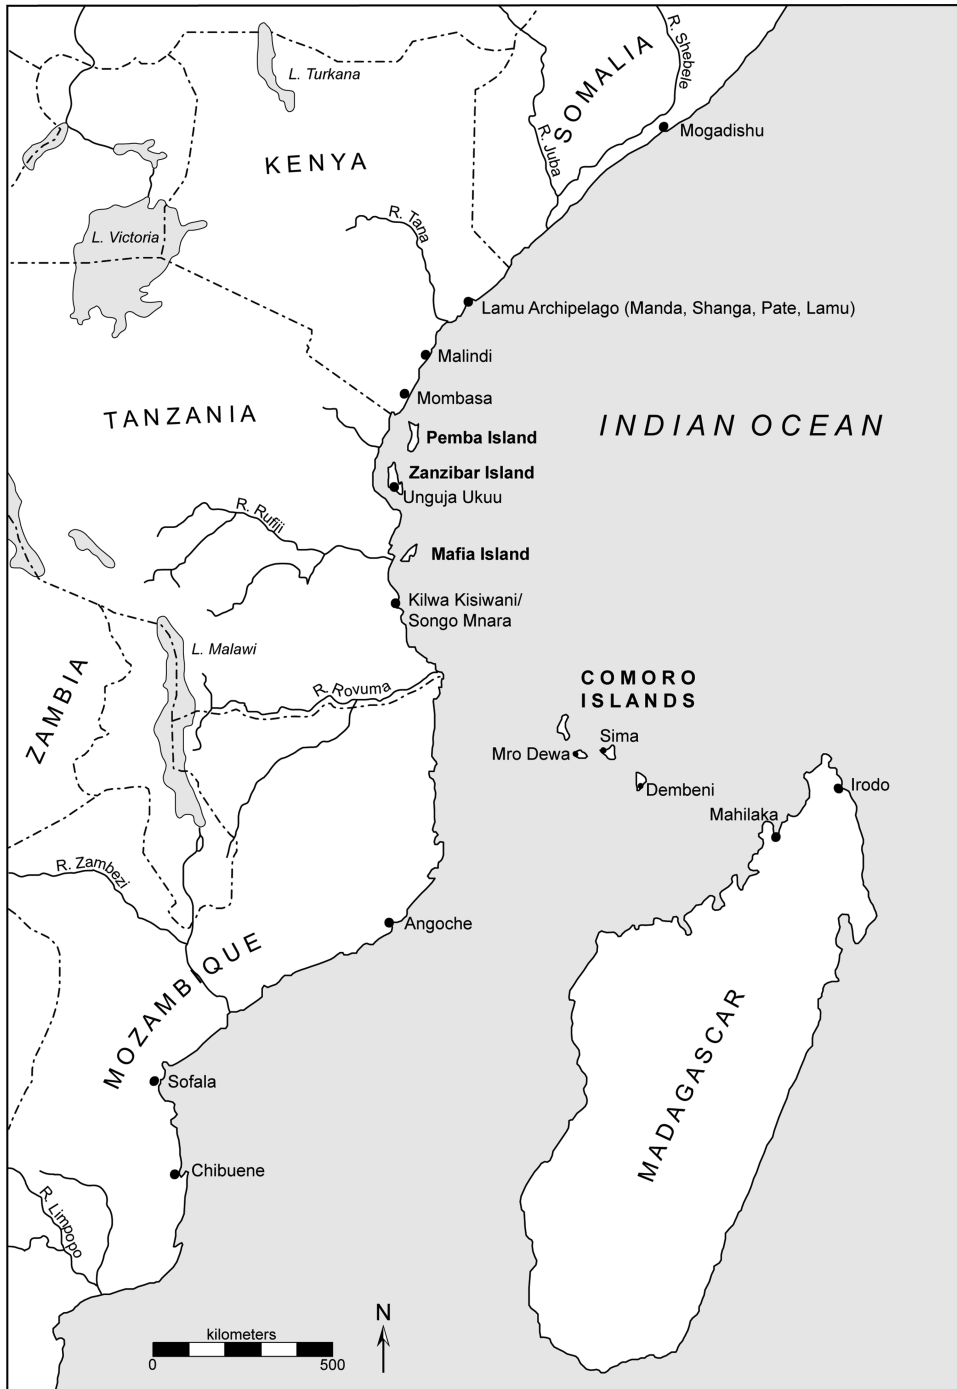 R. Shebele
SOMALIA
L. Turkana
R. Juba
Mogadishu
KENYA
R. Tana
L. Victoria
Lamu Archipelago (Manda, Shanga, Pate, Lamu)
Malindi
Mombasa
TANZANIA
INDIAN OCEAN
Pemba Island
Zanzibar Island
Unguja Ukuu
R. Rufiji
Mafia Island
Kilwa Kisiwani/
Songo Mnara
L. Malawi
ZAMBIA
R. Rovuma
COMORO
ISLANDS
Sima
Mro Dewa
Dembeni
Irodo
Mahilaka
R. Zambezi
Angoche
MOZAMBIQUE
MADAGASCAR
Sofala
Chibuene
R. Limpopo
N
kilometers
0
500